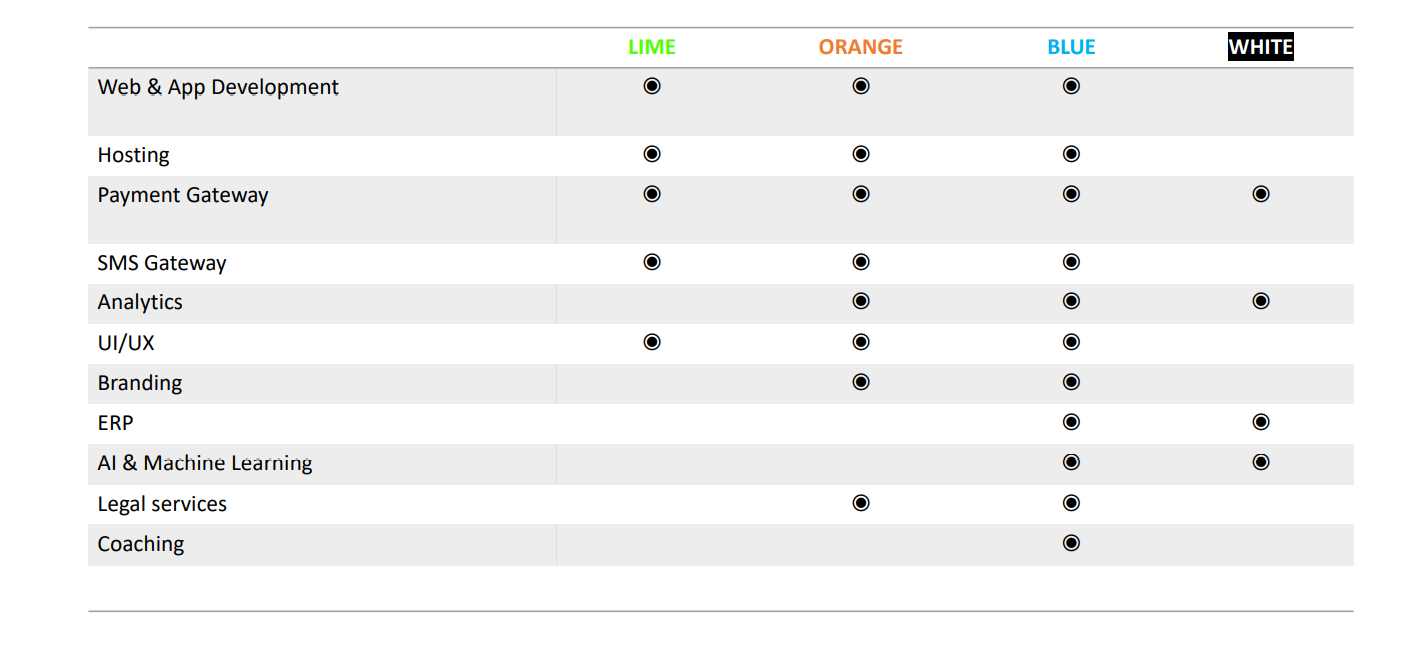 LIME ORANGE BLUE WHITE
Web & App Development ◉ ◉ ◉
Hosting ◉ ◉ ◉
Payment Gateway ◉ ◉ ◉ ◉
SMS Gateway ◉ ◉ ◉
Analytics ◉ ◉ ◉
UI/UX ◉ ◉ ◉
Branding ◉ ◉
ERP ◉ ◉
AI & Machine Learning ◉ ◉
Legal services ◉ ◉
Coaching ◉